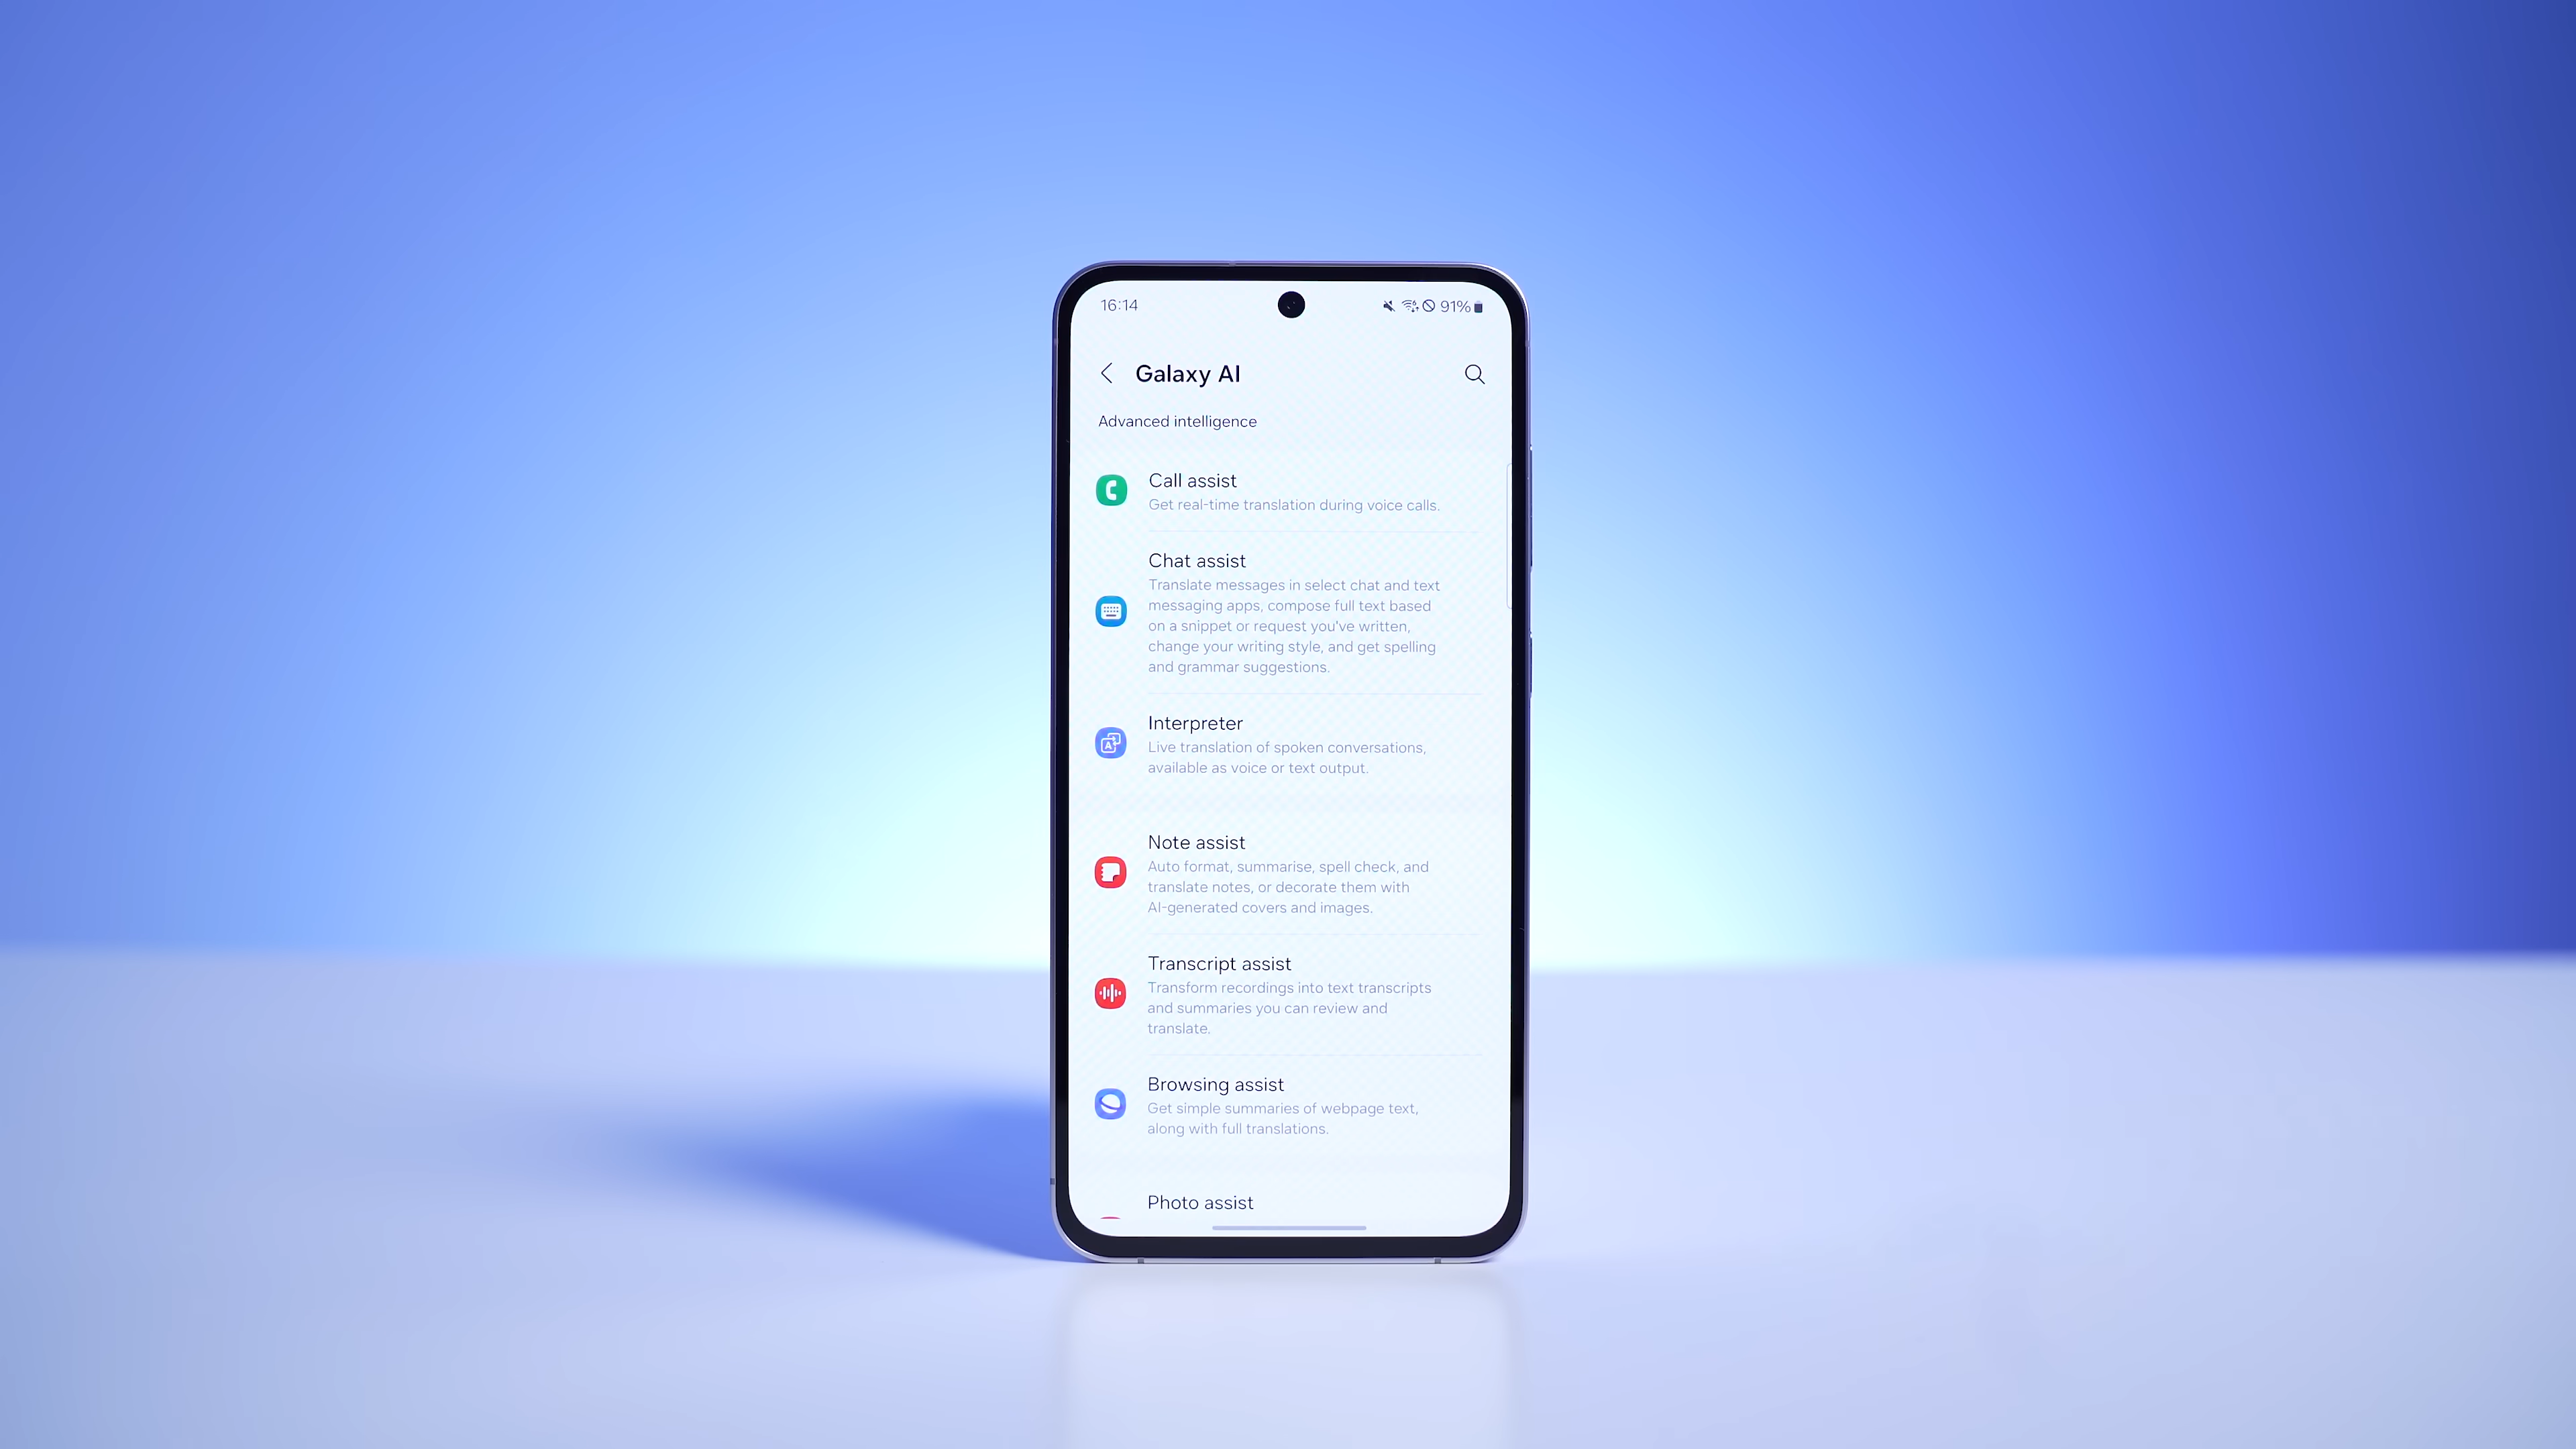 16:14
91%
Galaxy AI
Advanced intelligence
Call assist
Get real-time translation during voice calls.
Chat assist
Translate messages in select chat and text
messaging apps, compose full text based
on a snippet or request you've written,
change your writing style, and get spelling
and grammar suggestions.
Interpreter
Live translation of spoken conversations,
available as voice or text output.
Note assist
Auto format, summarise, spell check, and
translate notes, or decorate them with
AI-generated covers and images.
Transcript assist
Transform recordings into text transcripts
and summaries you can review and
translate.
Browsing assist
Get simple summaries of webpage text,
along with full translations.
Photo assist